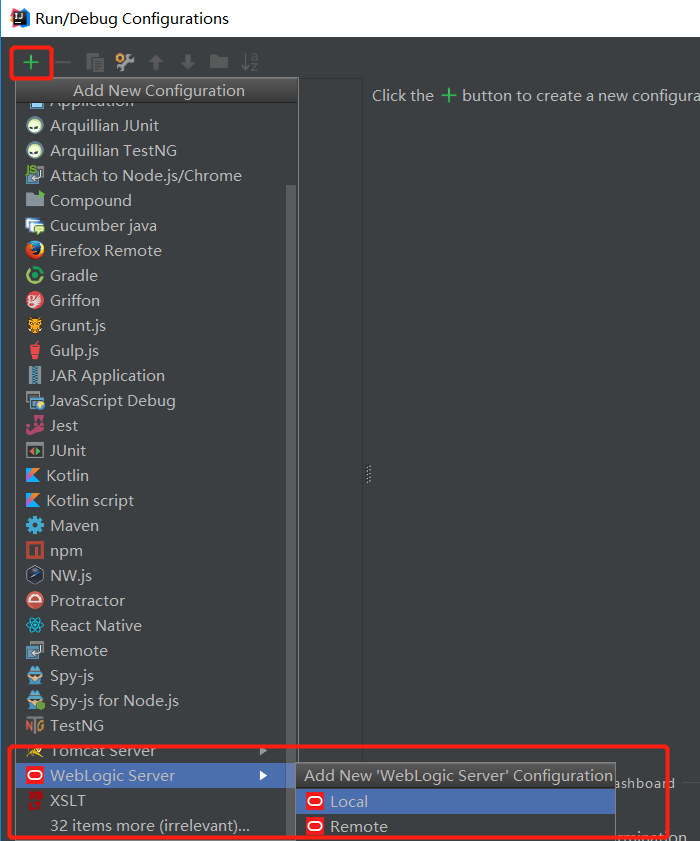 Run/Debug Configurations
Add New Configuration
Application
Click the + button to create a new configura
Arquillian JUnit
Arquillian TestNG
Attach to Node.js/Chrome
Compound
Cucumber java
Firefox Remote
Gradle
Griffon
Grunt.js
Gulp.js
JAR Application
JavaScript Debug
Jest
JUnit
Kotlin
Kotlin script
Maven
npm
NW.js
Protractor
React Native
Remote
Spy-js
Spy-js for Node.js
TestNG
Tomcat Server
WebLogic Server
Add New 'WebLogic Server' Configuration
ashboard
XSLT
Local
32 items more (irrelevant)...
Remote
rmination